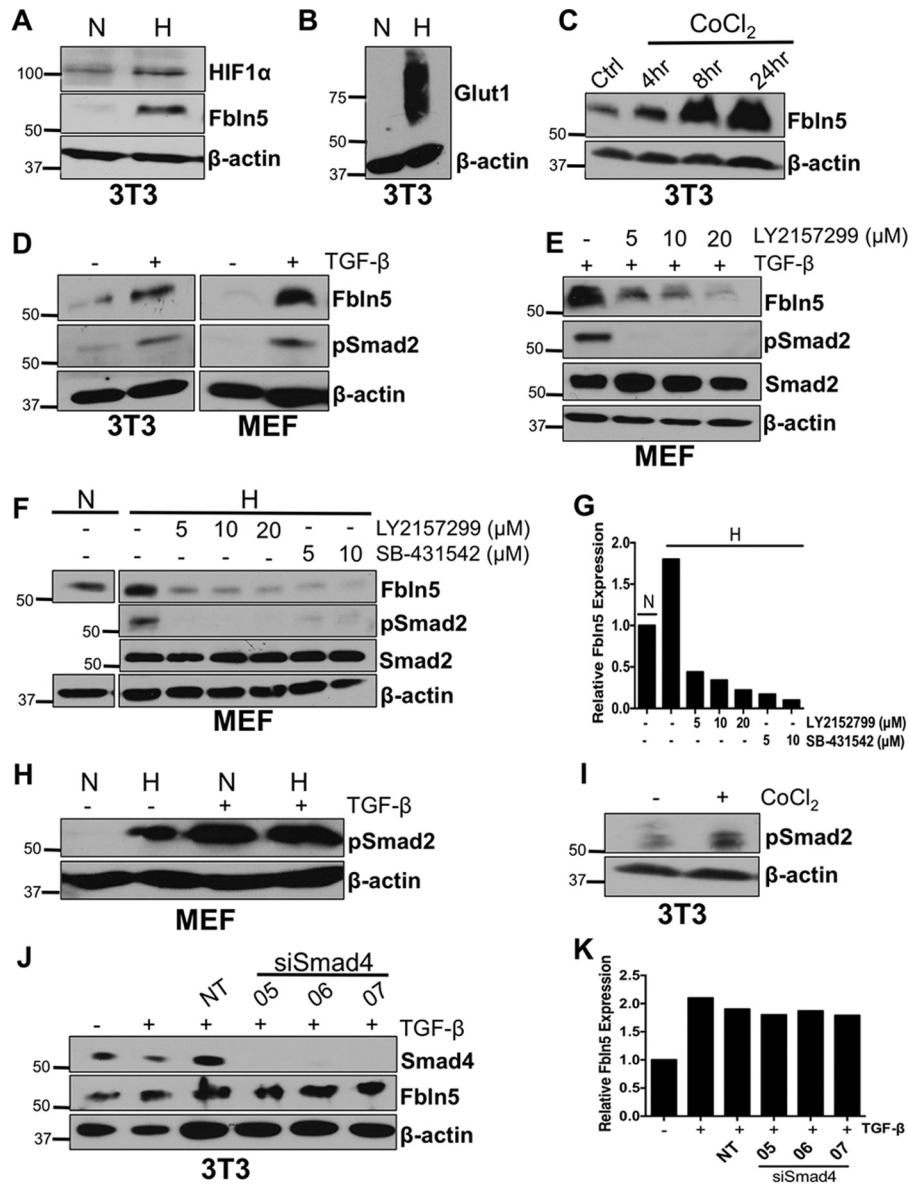 A
N H
100
HIF1α
Fbln5
50
37
β-actin
3T3
B
N H
75
Glut1
50
37
β-actin
3T3
C
CoCl2
Ctrl 4hr 8hr 24hr
50
Fbln5
37
β-actin
3T3
D
- + TGF-β - +
Fbln5
50
pSmad2
50
37
β-actin
3T3 MEF
E
- 5 10 20 LY2157299 (μM)
+ + + + TGF-β
50
Fbln5
pSmad2
50
Smad2
50
37
β-actin
MEF
F
N H
- - 5 10 20 - - LY2157299 (μM)
- - - - - 5 10 SB-431542 (μM)
50
Fbln5
50
pSmad2
50
Smad2
37
β-actin
MEF
G
Relative Fbln5 Expression
2.0
1.5
1.0
0.5
0.0
N
H
- - 5 10 20 - - LY2152799 (μM)
- - - - - 5 10 SB-431542 (μM)
H
N H N H
- - + + TGF-β
50
pSmad2
37
β-actin
MEF
I
- + CoCl2
50
pSmad2
37
β-actin
3T3
J
siSmad4
NT 05 06 07
- + + + + + TGF-β
50
Smad4
50
Fbln5
37
β-actin
3T3
K
Relative Fbln5 Expression
2.5
2.0
1.5
1.0
0.5
0.0
- + + + + + TGF-β
NT 05 06 07
siSmad4